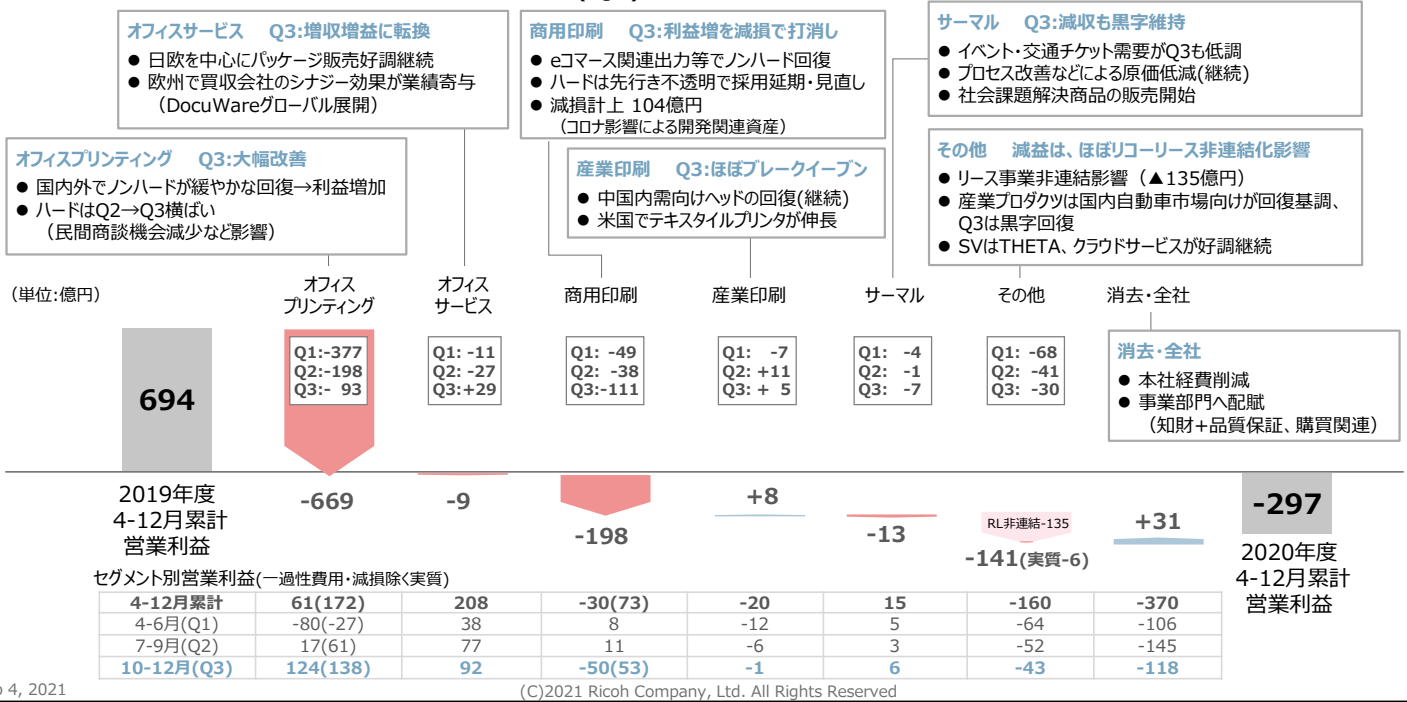 オフィスサービス Q3:増収増益に転換
● 日欧を中心にパッケージ販売好調継続
● 欧州で買収会社のシナジー効果が業績寄与
（DocuWareグローバル展開）
商用印刷 Q3:利益増を減損で打消し
● eコマース関連出力等でノンハード回復
● ハードは先行き不透明で採用延期・見直し
● 減損計上 104億円
（コロナ影響による開発関連資産）
サーマル Q3:減収も黒字維持
● イベント・交通チケット需要がQ3も低調
● プロセス改善などによる原価低減(継続)
● 社会課題解決商品の販売開始
オフィスプリンティング Q3:大幅改善
● 国内外でノンハードが緩やかな回復→利益増加
● ハードはQ2→Q3横ばい
（民間商談機会減少など影響）
産業印刷 Q3:ほぼブレークイーブン
● 中国内需向けヘッドの回復(継続)
● 米国でテキスタイルプリンタが伸長
その他 減益は、ほぼリコーリース非連結化影響
● リース事業非連結影響（▲135億円）
● 産業プロダクツは国内自動車市場向けが回復基調、
Q3は黒字回復
● SVはTHETA、クラウドサービスが好調継続
（単位:億円）
オフィス
プリンティング
オフィス
サービス
商用印刷
産業印刷
サーマル
その他
消去・全社
694
Q1:-377
Q2:-198
Q3:- 93
Q1: -11
Q2: -27
Q3:+29
Q1: -49
Q2: -38
Q3:-111
Q1: -7
Q2: +11
Q3: + 5
Q1: -4
Q2: -1
Q3: -7
Q1: -68
Q2: -41
Q3: -30
消去・全社
● 本社経費削減
● 事業部門へ配賦
（知財+品質保証、購買関連）
2019年度
4-12月累計
営業利益
-669
-9
-198
+8
-13
RL非連結-135
-141(実質-6)
+31
-297
2020年度
4-12月累計
営業利益
セグメント別営業利益(一過性費用・減損除く実質)
4-12月累計 61(172) 208 -30(73) -20 15 -160 -370
4-6月(Q1) -80(-27) 38 8 -12 5 -64 -106
7-9月(Q2) 17(61) 77 11 -6 3 -52 -145
10-12月(Q3) 124(138) 92 -50(53) -1 6 -43 -118
4, 2021
(C)2021 Ricoh Company, Ltd. All Rights Reserved